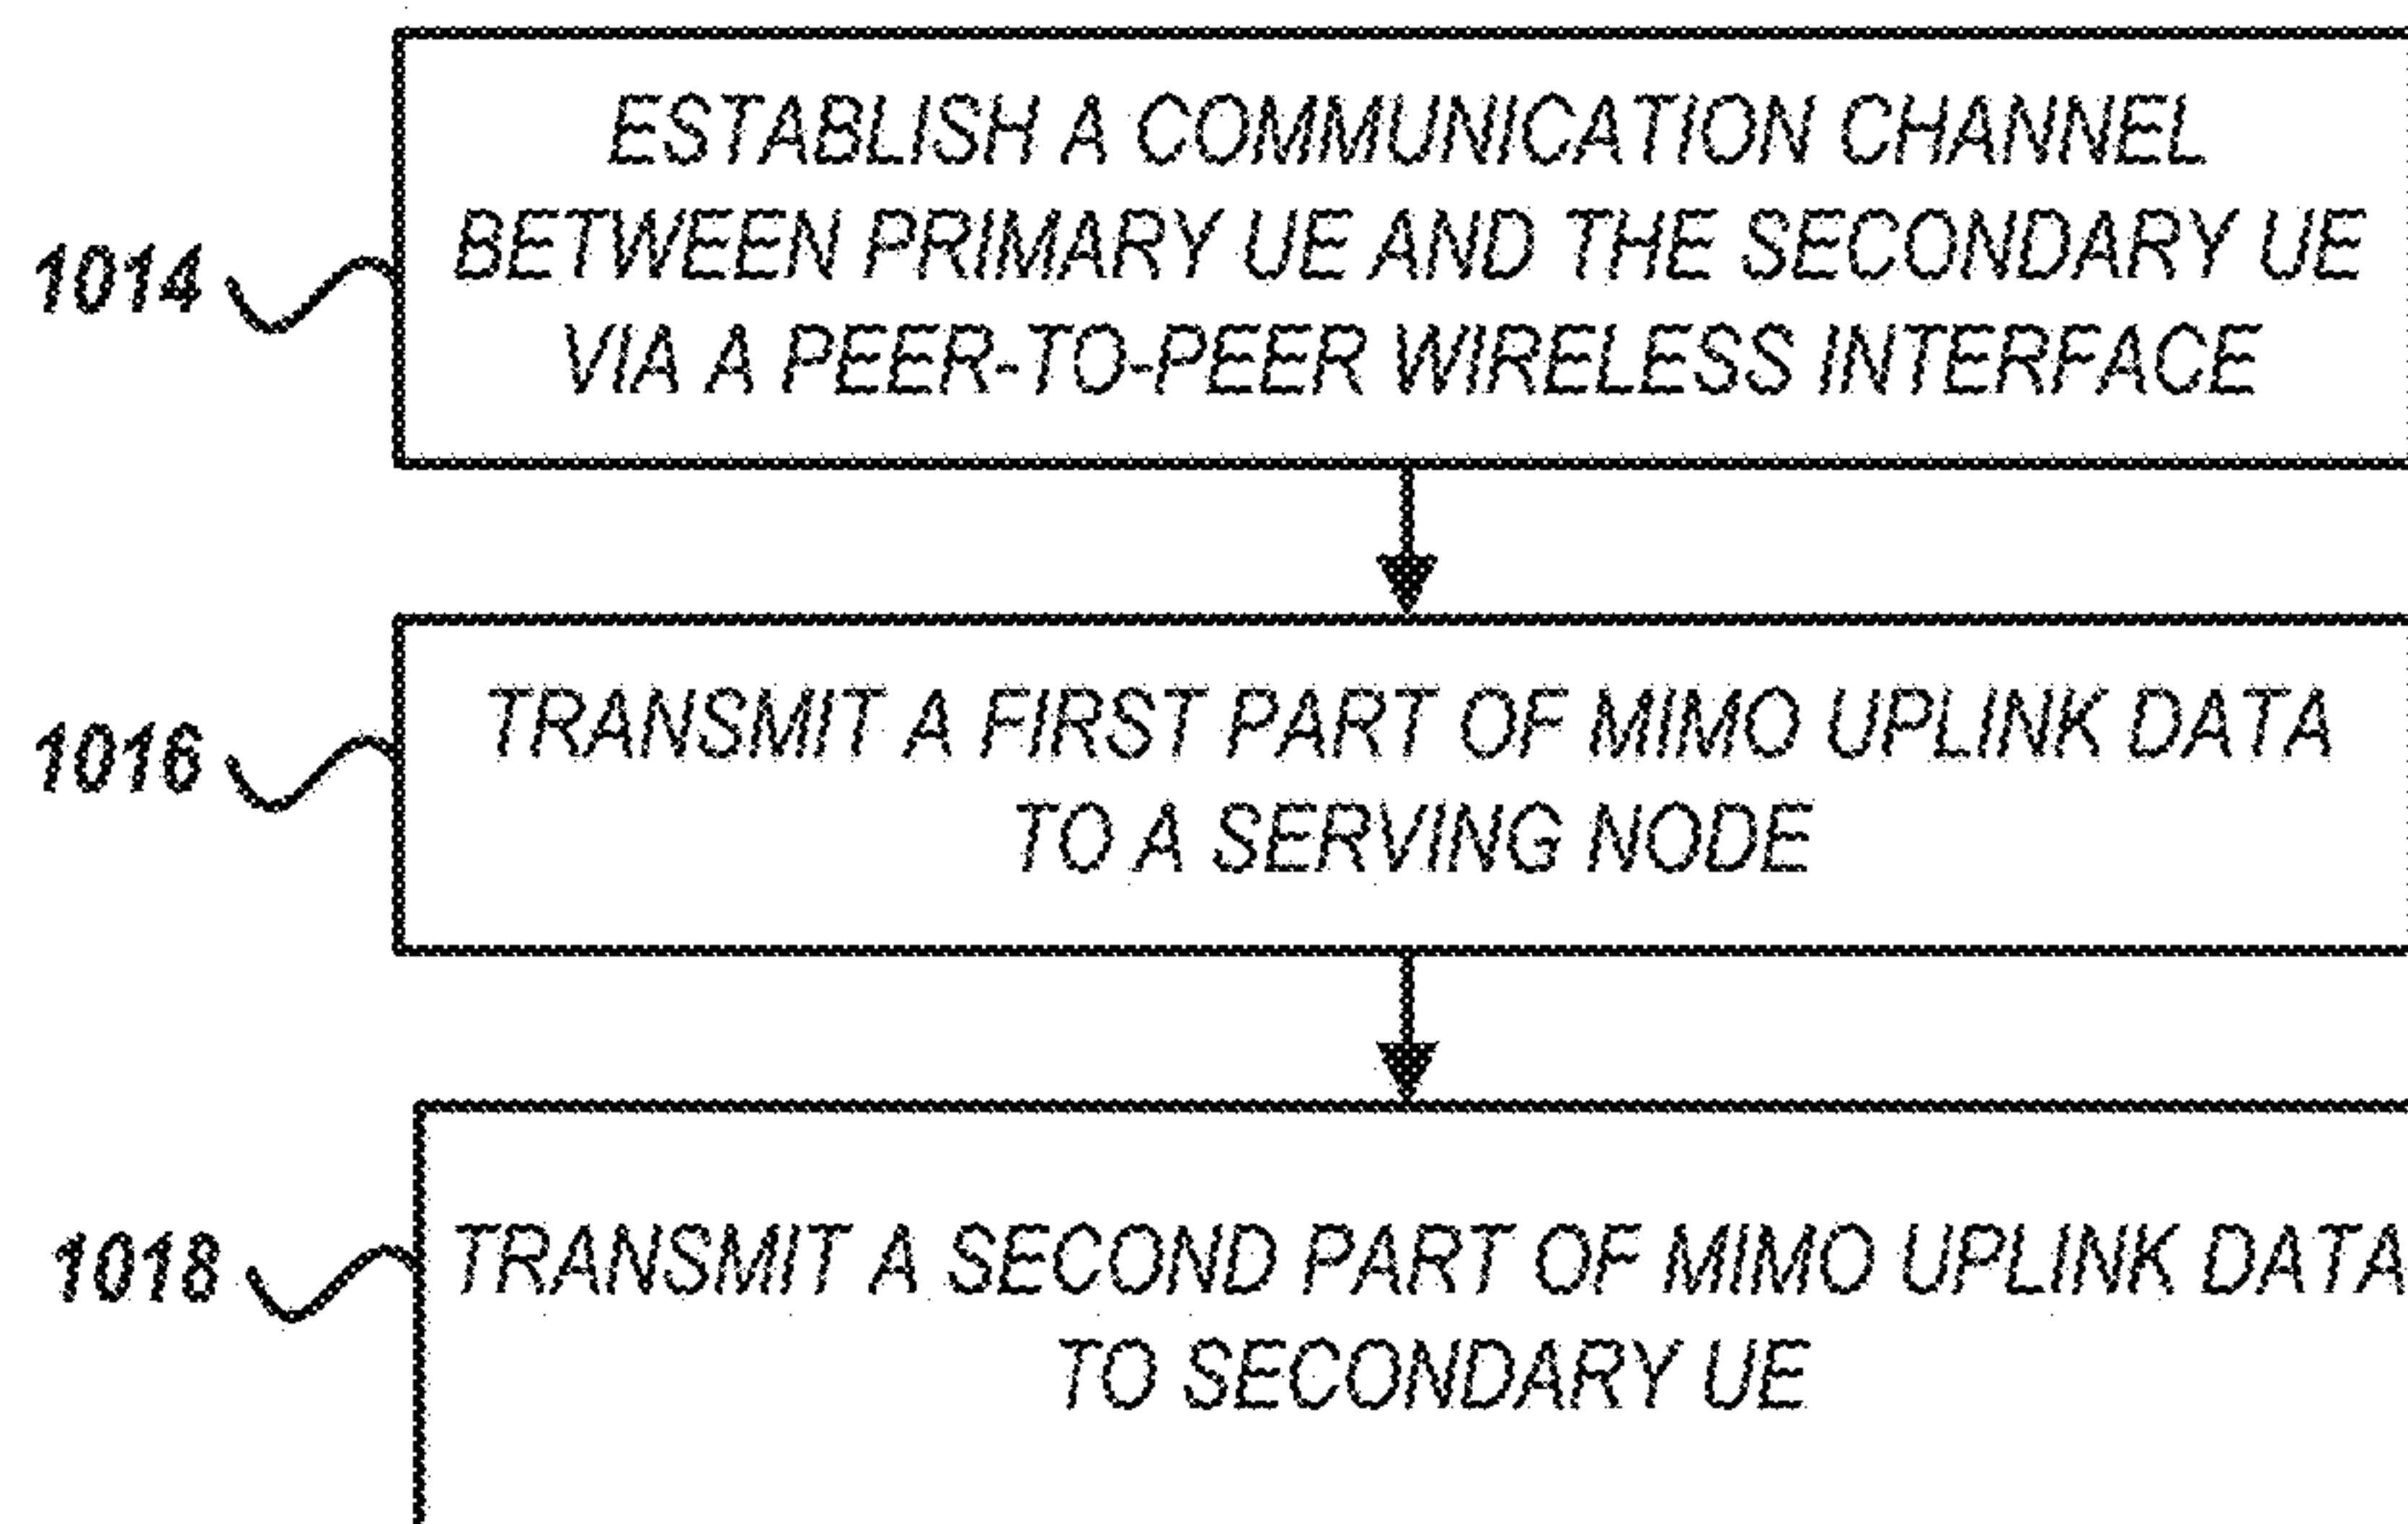 ESTABLISH A COMMUNICATION CHANNEL
BETWEEN PRIMARY UE AND THE SECONDARY UE
1014
VIA A PEER-TO-PEER WIRELESS INTERFACE
TRANSMIT A FIRST PART OF MIMO UPLINK DATA
1016
TO A SERVING NODE
1018
TRANSMIT A SECOND PART OF MIMO UPLINK DATA
TO SECONDARY UE